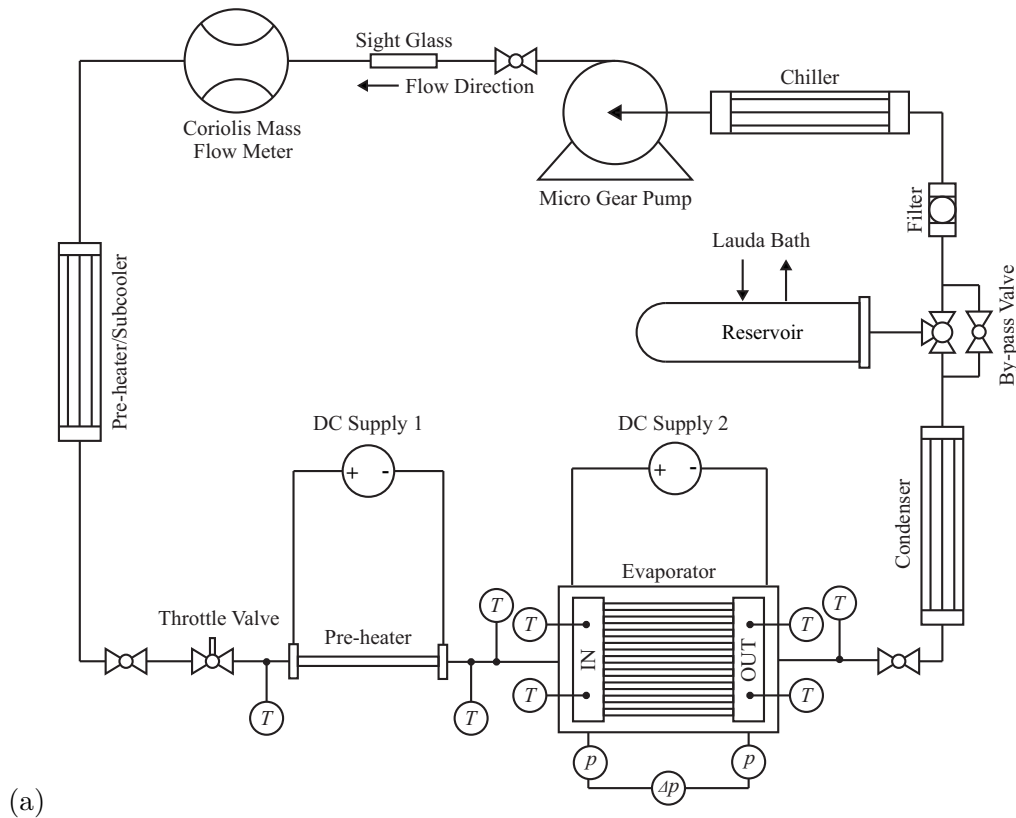 Sight Glass
Flow Direction
Chiller
Coriolis Mass
Flow Meter
Micro Gear Pump
Filter
Lauda Bath
Reservoir
By-pass Valve
Pre-heater/Subcooler
DC Supply 1
+ -
DC Supply 2
+ -
Condenser
Evaporator
Throttle Valve
Pre-heater
T
T
T
T
IN
OUT
T
T
T
T
p
p
Δp
(a)